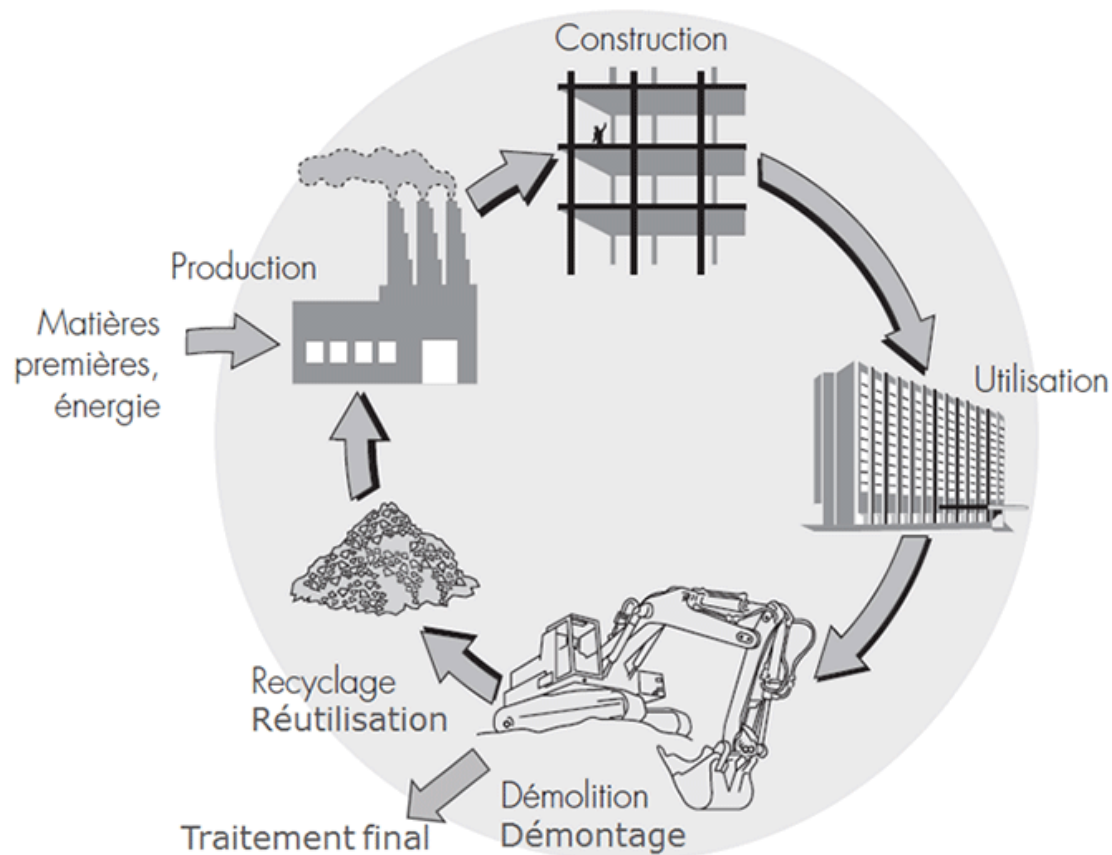 Construction
Production
Matières
premières,
énergie
Utilisation
Recyclage
Réutilisation
Démolition
Démontage
Traitement final